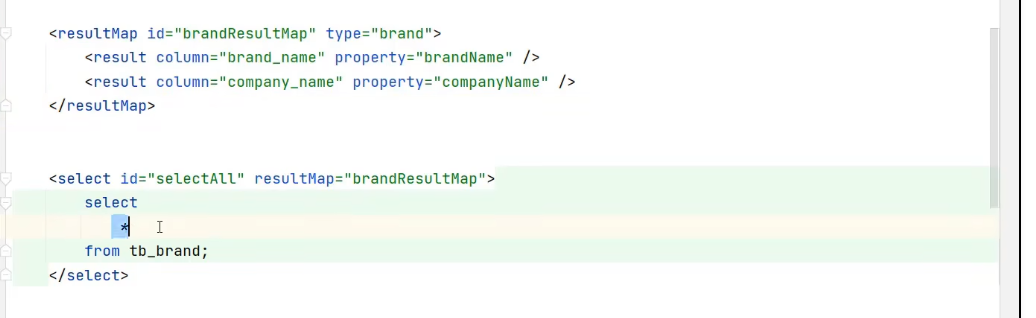 <resultMap id="brandResultMap" type="brand">
<result column="brand_name" property="brandName" />
<result column="company_name" property="companyName" />
</resultMap>
<select id="selectAll" resultMap="brandResultMap">
select
*
from tb_brand;
</select>